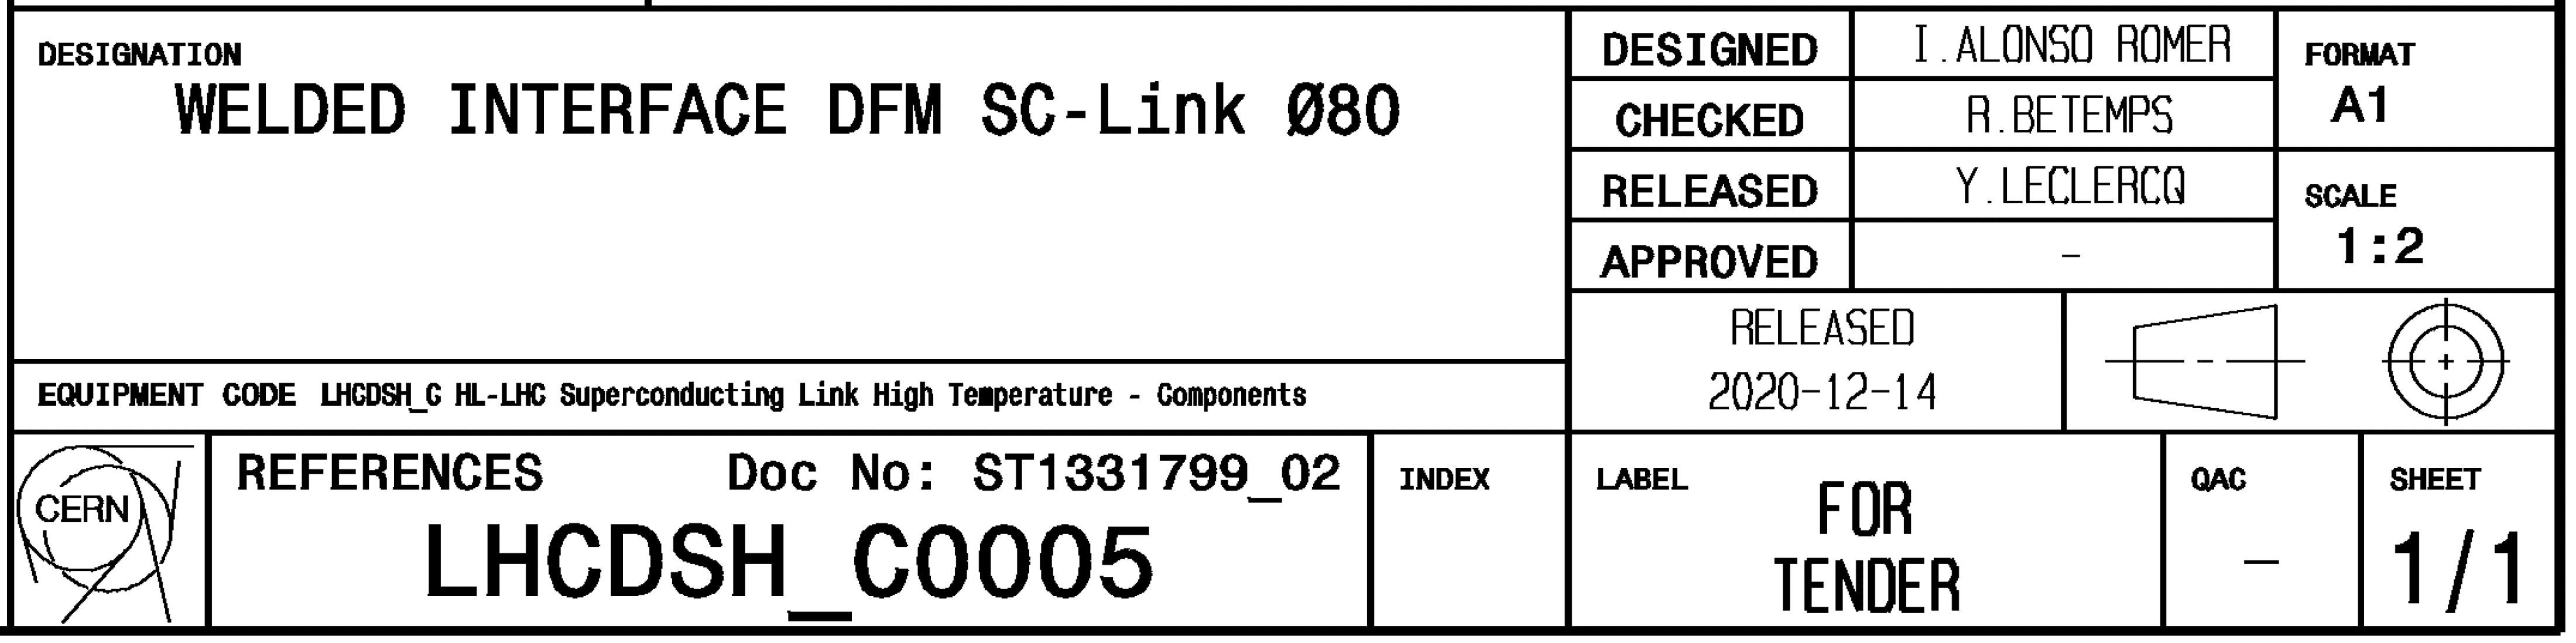 DESIGNATION
WELDED INTERFACE DFM SC-Link Ø80
DESIGNED I.ALONSO ROMER
CHECKED R.BETEMPS
RELEASED Y.LECLERCQ
APPROVED -
FORMAT
A1
SCALE
1:2
RELEASED
2020-12-14
EQUIPMENT CODE LHCDSH_C HL-LHC Superconducting Link High Temperature - Components
CERN
REFERENCES Doc No: ST1331799_02
LHCDSH_C0005
INDEX
LABEL
FOR
TENDER
QAC
-
SHEET
1/1